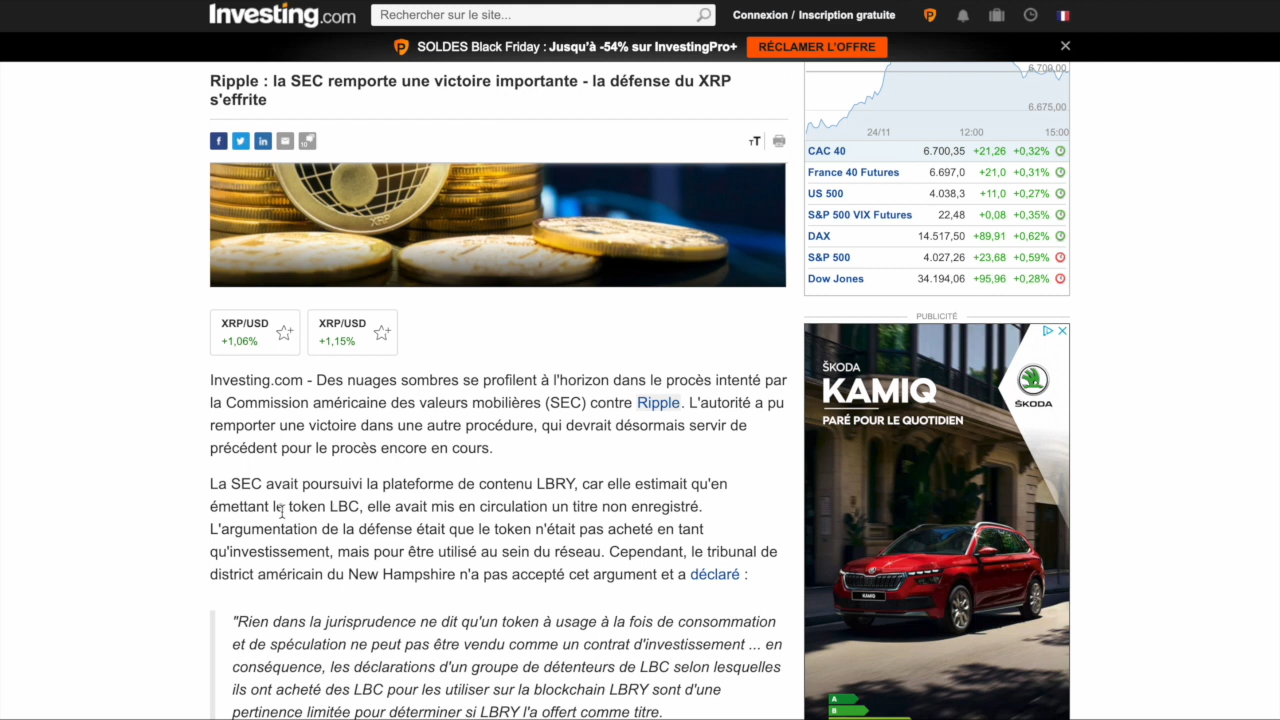 Investing.com
Rechercher sur le site...
Connexion / Inscription gratuite
SOLDES Black Friday : Jusqu'à -54% sur InvestingPro+
RÉCLAMER L'OFFRE
Ripple : la SEC remporte une victoire importante - la défense du XRP
s'effrite
10
TT
XRP
XRP/USD
+1,06%
XRP/USD
+1,15%
Investing.com - Des nuages sombres se profilent à l'horizon dans le procès intenté par
la Commission américaine des valeurs mobilières (SEC) contre Ripple. L'autorité a pu
remporter une victoire dans une autre procédure, qui devrait désormais servir de
précédent pour le procès encore en cours.
La SEC avait poursuivi la plateforme de contenu LBRY, car elle estimait qu'en
émettant le token LBC, elle avait mis en circulation un titre non enregistré.
L'argumentation de la défense était que le token n'était pas acheté en tant
qu'investissement, mais pour être utilisé au sein du réseau. Cependant, le tribunal de
district américain du New Hampshire n'a pas accepté cet argument et a déclaré :
"Rien dans la jurisprudence ne dit qu'un token à usage à la fois de consommation
et de spéculation ne peut pas être vendu comme un contrat d'investissement ... en
conséquence, les déclarations d'un groupe de détenteurs de LBC selon lesquelles
ils ont acheté des LBC pour les utiliser sur la blockchain LBRY sont d'une
pertinence limitée pour déterminer si LBRY l'a offert comme titre.
6.700,00
6.675,00
24/11 12:00 15:00
CAC 40 6.700,35 +21,26 +0,32%
France 40 Futures 6.697,0 +21,0 +0,31%
US 500 4.038,3 +11,0 +0,27%
S&P 500 VIX Futures 22,48 +0,08 +0,35%
DAX 14.517,50 +89,91 +0,62%
S&P 500 4.027,26 +23,68 +0,59%
Dow Jones 34.194,06 +95,96 +0,28%
PUBLICITÉ
ŠKODA
KAMIQ
PARÉ POUR LE QUOTIDIEN
ŠKODA
KAMIQ
A
B